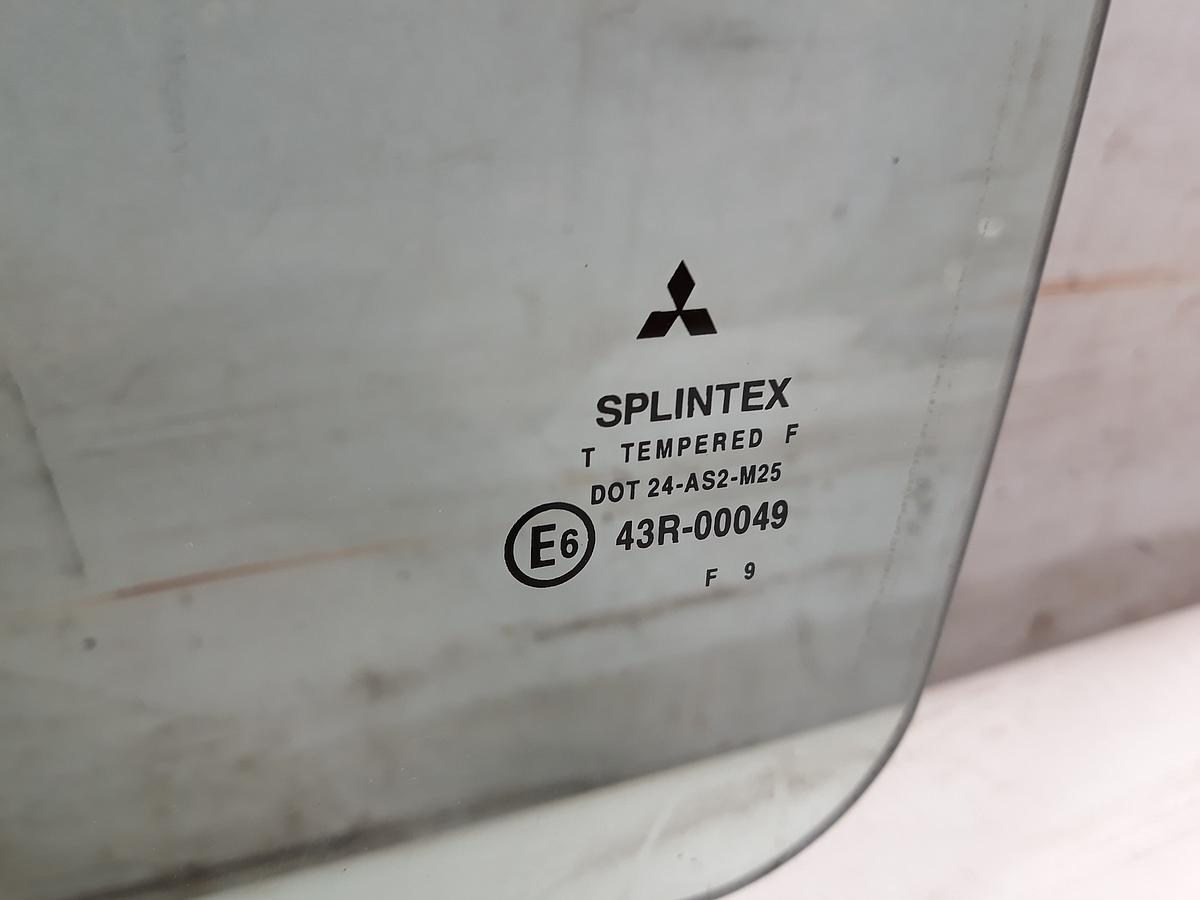 SPLINTEX
T TEMPERED F
DOT 24-AS2-M25
E6 43R-00049
F 9